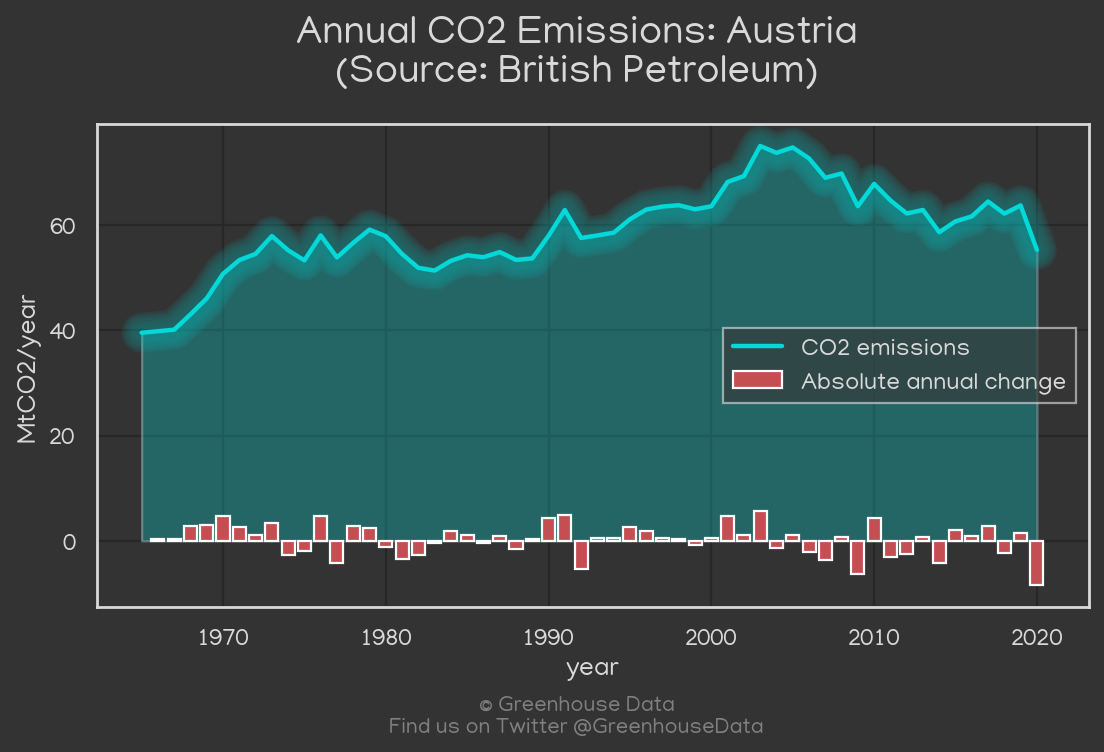 Annual CO2 Emissions: Austria
(Source: British Petroleum)
MtCO2/year
60
40
20
0
CO2 emissions
Absolute annual change
1970 1980 1990 2000 2010 2020
year
© Greenhouse Data
Find us on Twitter @GreenhouseData